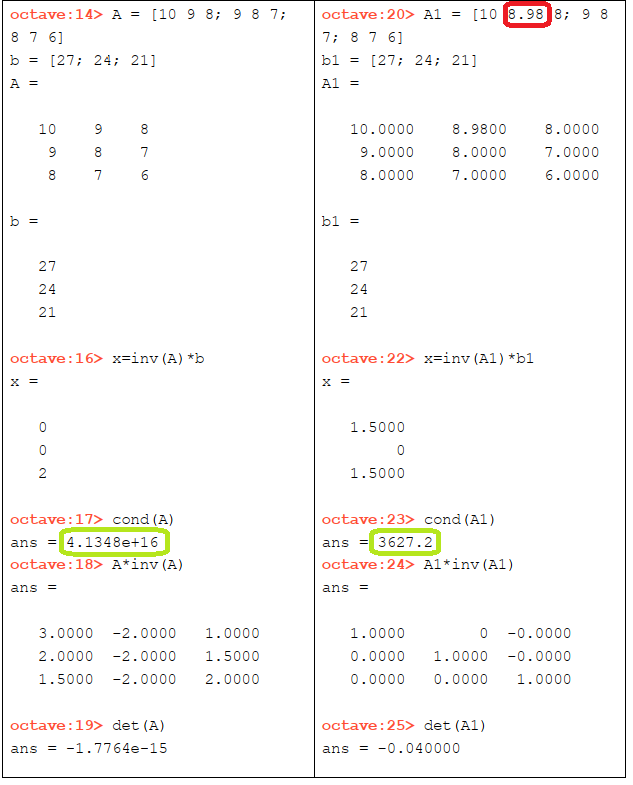 octave:14> A = [10 9 8; 9 8 7;
8 7 6]
b = [27; 24; 21]
A =
10 9 8
9 8 7
8 7 6
b =
27
24
21
octave:16> x=inv(A)*b
x =
0
0
2
octave:17> cond(A)
ans = 4.1348e+16
octave:18> A*inv(A)
ans =
3.0000 -2.0000 1.0000
2.0000 -2.0000 1.5000
1.5000 -2.0000 2.0000
octave:19> det(A)
ans = -1.7764e-15
octave:20> A1 = [10 8.98 8; 9 8
7; 8 7 6]
b1 = [27; 24; 21]
A1 =
10.0000 8.9800 8.0000
9.0000 8.0000 7.0000
8.0000 7.0000 6.0000
b1 =
27
24
21
octave:22> x=inv(A1)*b1
x =
1.5000
0
1.5000
octave:23> cond(A1)
ans = 3627.2
octave:24> A1*inv(A1)
ans =
1.0000 0 -0.0000
0.0000 1.0000 -0.0000
0.0000 0.0000 1.0000
octave:25> det(A1)
ans = -0.040000